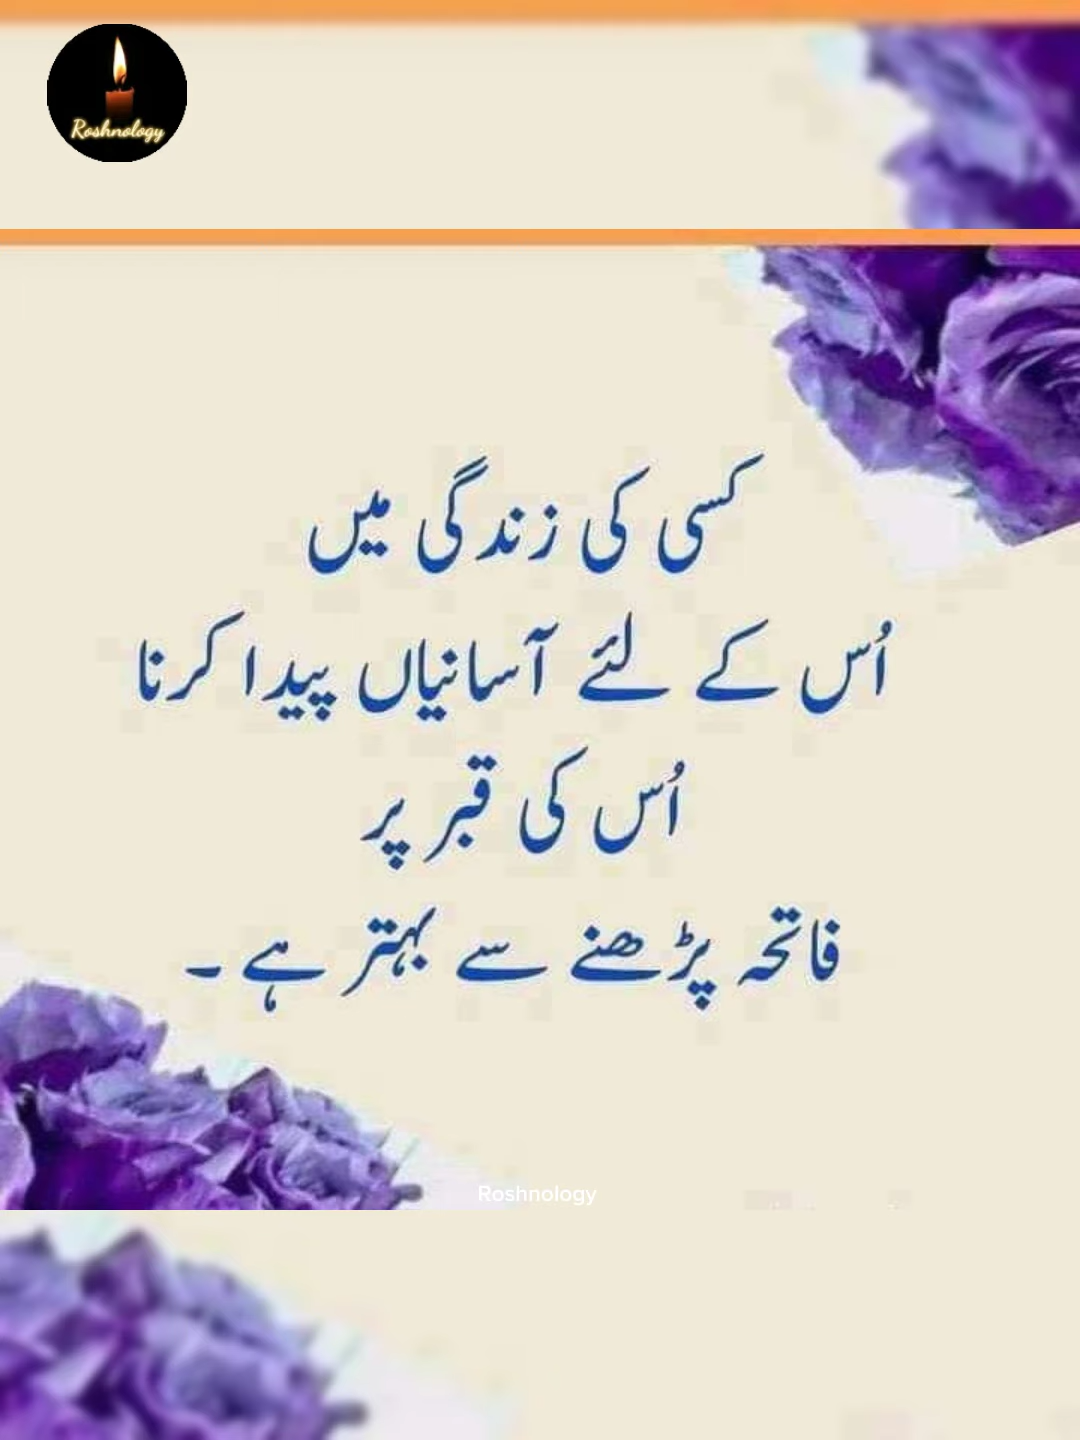 Roshnology
کسی کی زندگی میں
اُس کے لئے آسانیاں پیدا کرنا
اُس کی قبر پر
فاتحہ پڑھنے سے بہتر ہے ۔
Roshnology